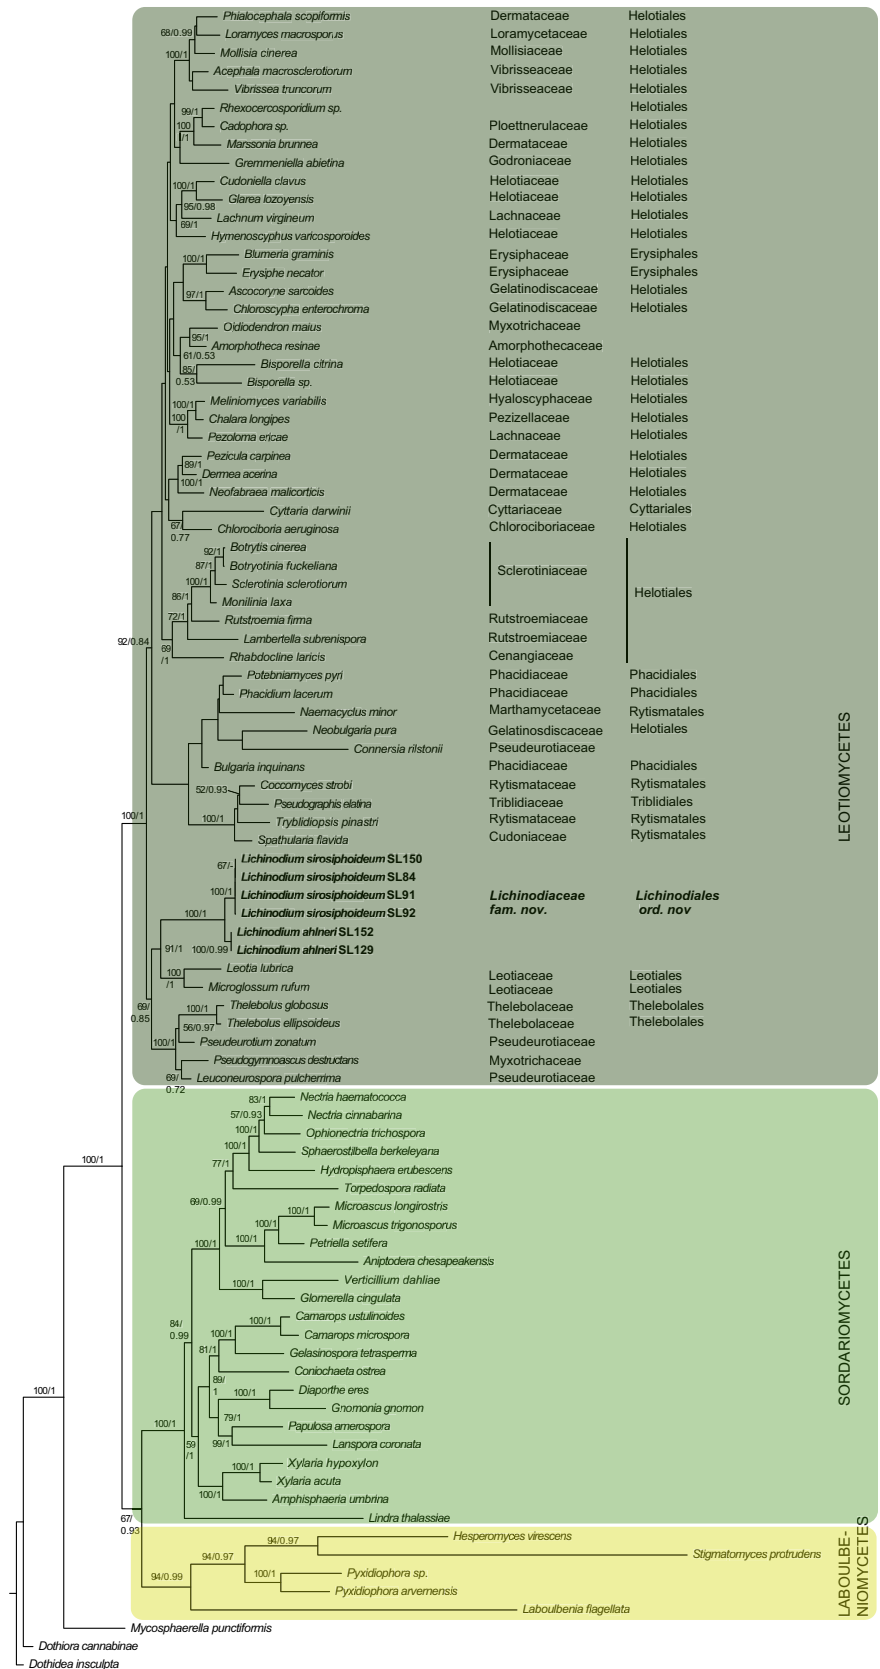 Phialocephala scopiformis Dermataceae Helotiales
68/0.99 Loramyces macrosporus Loramycetaceae Helotiales
100/1 Mollisia cinerea Mollisiaceae Helotiales
Acephala macrosclerotiorum Vibrisseaceae Helotiales
Vibrissea truncorum Vibrisseaceae Helotiales
99/1 Rhexocercosporidium sp. Helotiales
100 /1 Cadophora sp. Ploettnerulaceae Helotiales
Marssonia brunnea Dermataceae Helotiales
Gremmeniella abietina Godroniaceae Helotiales
100/1 Cudoniella clavus Helotiaceae Helotiales
95/0.98 Glarea lozoyensis Helotiaceae Helotiales
69/1 Lachnum virgineum Lachnaceae Helotiales
Hymenoscyphus varicosporoides Helotiaceae Helotiales
100/1 Blumeria graminis Erysiphaceae Erysiphales
Erysiphe necator Erysiphaceae Erysiphales
97/1 Ascocoryne sarcoides Gelatinodiscaceae Helotiales
Chloroscypha enterochroma Gelatinodiscaceae Helotiales
Oidiodendron maius Myxotrichaceae
95/1 Amorphotheca resinae Amorphothecaceae
61/0.53 Bisporella citrina Helotiaceae Helotiales
85/ 0.53 Bisporella sp. Helotiaceae Helotiales
100/1 Meliniomyces variabilis Hyaloscyphaceae Helotiales
100 /1 Chalara longipes Pezizellaceae Helotiales
Pezoloma ericae Lachnaceae Helotiales
Pezicula carpinea Dermataceae Helotiales
89/1 Dermea acerina Dermataceae Helotiales
100/1 Neofabraea malicorticis Dermataceae Helotiales
Cyttaria darwinii Cyttariaceae Cyttariales
67/ 0.77 Chlorociboria aeruginosa Chlorociboriaceae Helotiales
92/1 Botrytis cinerea
87/1 Botryotinia fuckeliana Sclerotiniaceae
100/1 Sclerotinia sclerotiorum Helotiales
86/1 Monilinia laxa
72/1 Rutstroemia firma Rutstroemiaceae
92/0.84 Lambertella subrenispora Rutstroemiaceae
69 /1 Rhabdocline laricis Cenangiaceae
Potebniamyces pyri Phacidiaceae Phacidiales
Phacidium lacerum Phacidiaceae Phacidiales
Naemacyclus minor Marthamycetaceae Rytismatales
Neobulgaria pura Gelatinosdiscaceae Helotiales
Connersia rilstonii Pseudeurotiaceae
Bulgaria inquinans Phacidiaceae Phacidiales
52/0.93 Coccomyces strobi Rytismataceae Rytismatales
Pseudographis elatina Triblidiaceae Triblidiales
100/1 100/1 Tryblidiopsis pinastri Rytismataceae Rytismatales
Spathularia flavida Cudoniaceae Rytismatales
LEOTIOMYCETES
67/- Lichinodium sirosiphoideum SL150
Lichinodium sirosiphoideum SL84
100/1 Lichinodium sirosiphoideum SL91 Lichinodiaceae Lichinodiales
100/1 Lichinodium sirosiphoideum SL92 fam. nov. ord. nov
Lichinodium ahlneri SL152
91/1 100/0.99 Lichinodium ahlneri SL129
100 /1 Leotia lubrica Leotiaceae Leotiales
Microglossum rufum Leotiaceae Leotiales
69/ 0.85 100/1 Thelebolus globosus Thelebolaceae Thelebolales
56/0.97 Thelebolus ellipsoideus Thelebolaceae Thelebolales
100/1 Pseudeurotium zonatum Pseudeurotiaceae
Pseudogymnoascus destructans Myxotrichaceae
69/ 0.72 Leuconeurospora pulcherrima Pseudeurotiaceae
83/1 Nectria haematococca
57/0.93 Nectria cinnabarina
100/1 Ophionectria trichospora
100/1 Sphaerostilbella berkeleyana
100/1 77/1 Hydropisphaera erubescens
Torpedospora radiata
69/0.99 100/1 Microascus longirostris
100/1 Microascus trigonosporus
100/1 100/1 Petriella setifera
Aniptodera chesapeakensis
100/1 Verticillium dahliae
Glomerella cingulata
84/ 0.99 100/1 Camarops ustulinoides
100/1 Camarops microspora
81/1 Gelasinospora tetrasperma
Coniochaeta ostrea
SORDARIOMYCETES
100/1 89/ 1 100/1 Diaporthe eres
Gnomonia gnomon
79/1 Papulosa amerospora
100/1 59 /1 99/1 Lanspora coronata
100/1 Xylaria hypoxylon
Xylaria acuta
100/1 Amphisphaeria umbrina
67/ 0.93 Lindra thalassiae
94/0.97 Hesperomyces virescens
94/0.97 Stigmatomyces protrudens
94/0.99 100/1 Pyxidiophora sp.
Pyxidiophora arvernensis
Laboulbenia flagellata
LABOULBE-
NIOMYCETES
Mycosphaerella punctiformis
Dothiora cannabinae
Dothidea insculpta